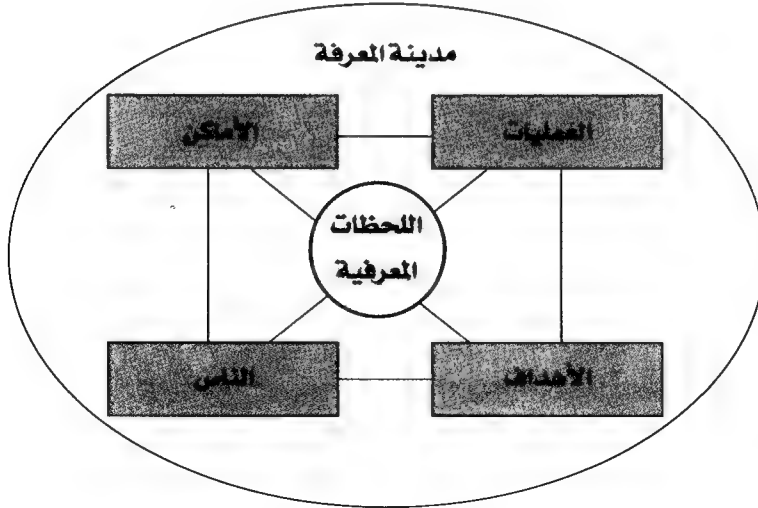 مدينة المعرفة
العمليات
الأماكن
اللحظات
المعرفية
الأهداف
الناس